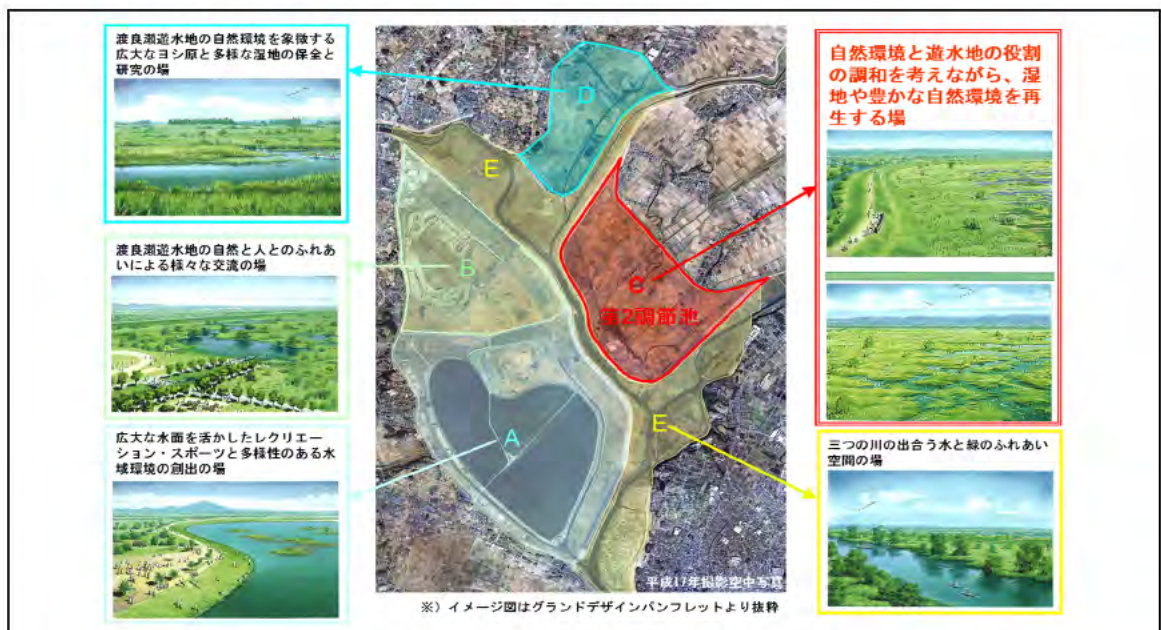 渡良瀬遊水地の自然環境を象徴する
広大なヨシ原と多様な湿地の保全と
研究の場
渡良瀬遊水地の自然と人とのふれあ
いによる様々な交流の場
広大な水面を活かしたレクリエー
ション・スポーツと多様性のある水
域環境の創出の場
D
E
B
C
第2調節池
A
E
平成17年撮影空中写真
※）イメージ図はグランドデザインパンフレットより抜粋
自然環境と遊水地の役割
の調和を考えながら、湿
地や豊かな自然環境を再
生する場
三つの川の出合う水と緑のふれあい
空間の場